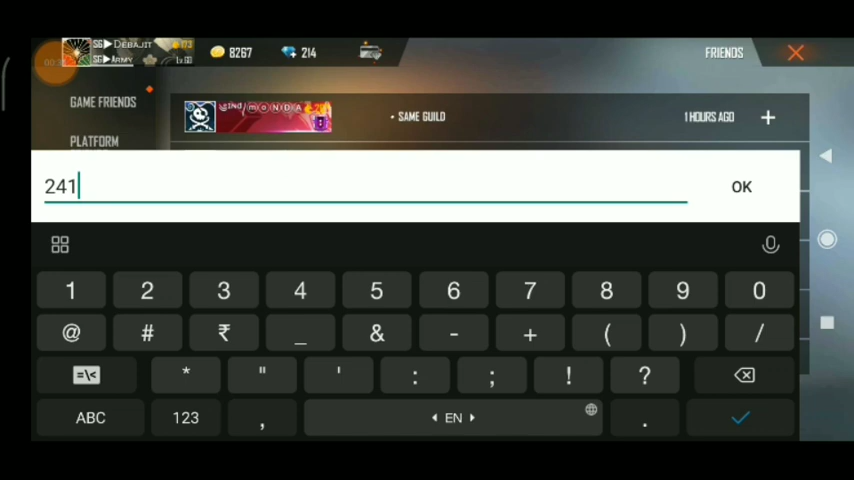 SG▶DEBAJIT
173
8267
214
FRIENDS
SG▶ARMY
GAME FRIENDS
• SAME GUILD
1 HOURS AGO
+
PLATFORM
241
OK
1 2 3 4 5 6 7 8 9 0
@ # ₹ _ & - + ( ) /
=\< * " ' : ; ! ?
ABC 123 , EN .